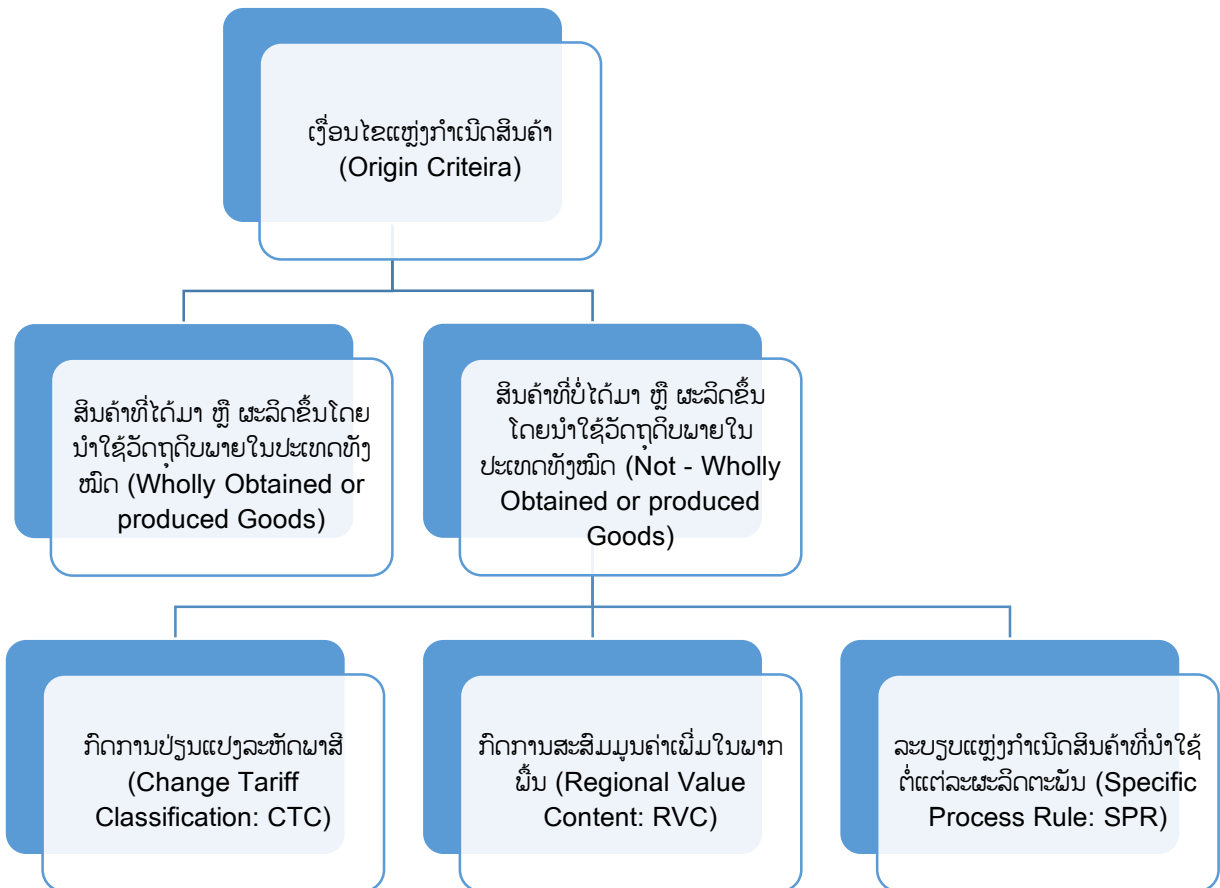 ເງື່ອນໄຂແຫຼ່ງກຳເນີດສິນຄ້າ
(Origin Criteira)
ສິນຄ້າທີ່ໄດ້ມາ ຫຼື ຜະລິດຂຶ້ນໂດຍ
ນຳໃຊ້ວັດຖຸດິບພາຍໃນປະເທດທັງ
ໝົດ (Wholly Obtained or
produced Goods)
ສິນຄ້າທີ່ບໍ່ໄດ້ມາ ຫຼື ຜະລິດຂຶ້ນ
ໂດຍນຳໃຊ້ວັດຖຸດິບພາຍໃນ
ປະເທດທັງໝົດ (Not - Wholly
Obtained or produced
Goods)
ກົດການປ່ຽນແປງລະຫັດພາສີ
(Change Tariff
Classification: CTC)
ກົດການສະສົມມູນຄ່າເພີ່ມໃນພາກ
ພື້ນ (Regional Value
Content: RVC)
ລະບຽບແຫຼ່ງກຳເນີດສິນຄ້າທີ່ນຳໃຊ້
ຕໍ່ແຕ່ລະຜະລິດຕະພັນ (Specific
Process Rule: SPR)